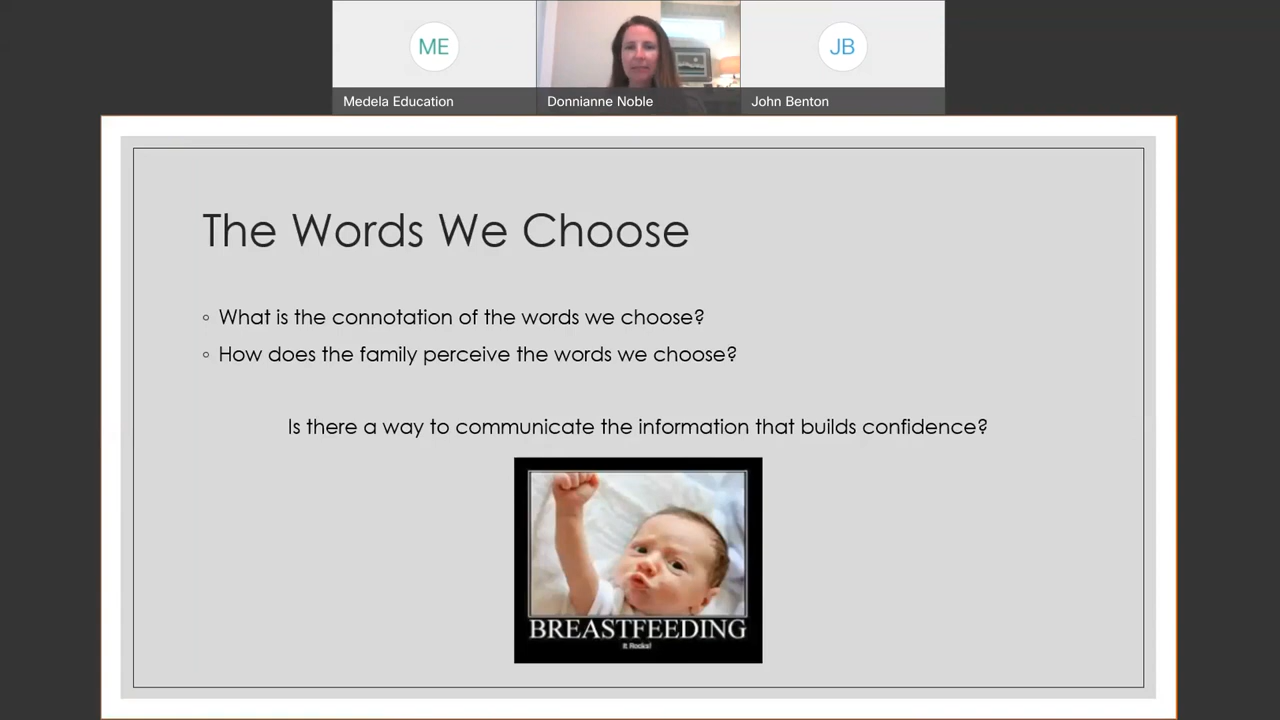 ME
JB
Medela Education
Donnianne Noble
John Benton
The Words We Choose
◦ What is the connotation of the words we choose?
◦ How does the family perceive the words we choose?
Is there a way to communicate the information that builds confidence?
BREASTFEEDING
It Rocks!